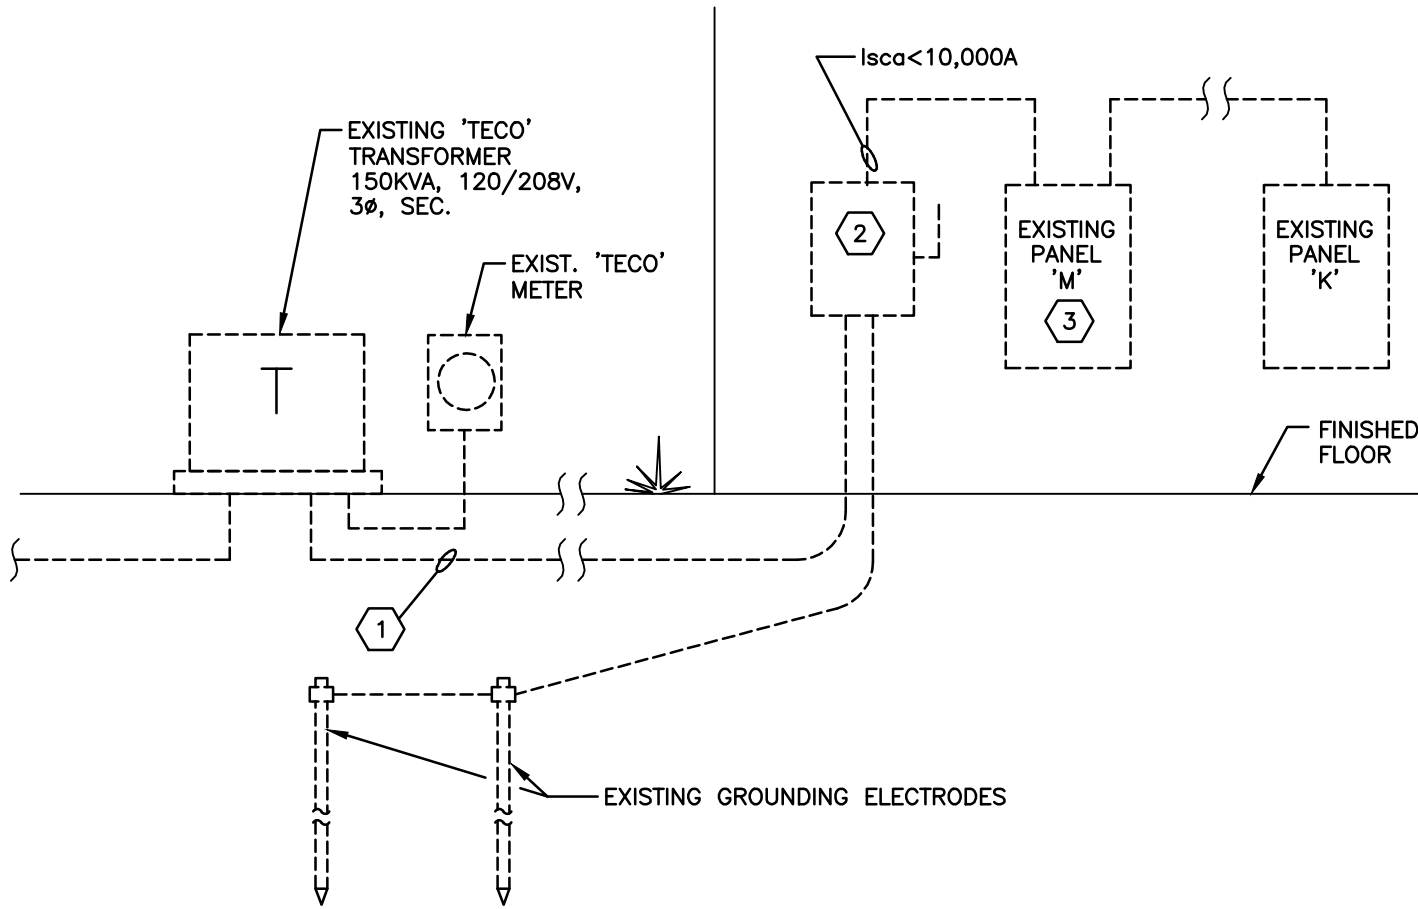 Isca<10,000A
EXISTING 'TECO'
TRANSFORMER
150KVA, 120/208V,
3ø, SEC.
EXIST. 'TECO'
METER
T
2
EXISTING
PANEL
'M'
3
EXISTING
PANEL
'K'
FINISHED
FLOOR
1
EXISTING GROUNDING ELECTRODES